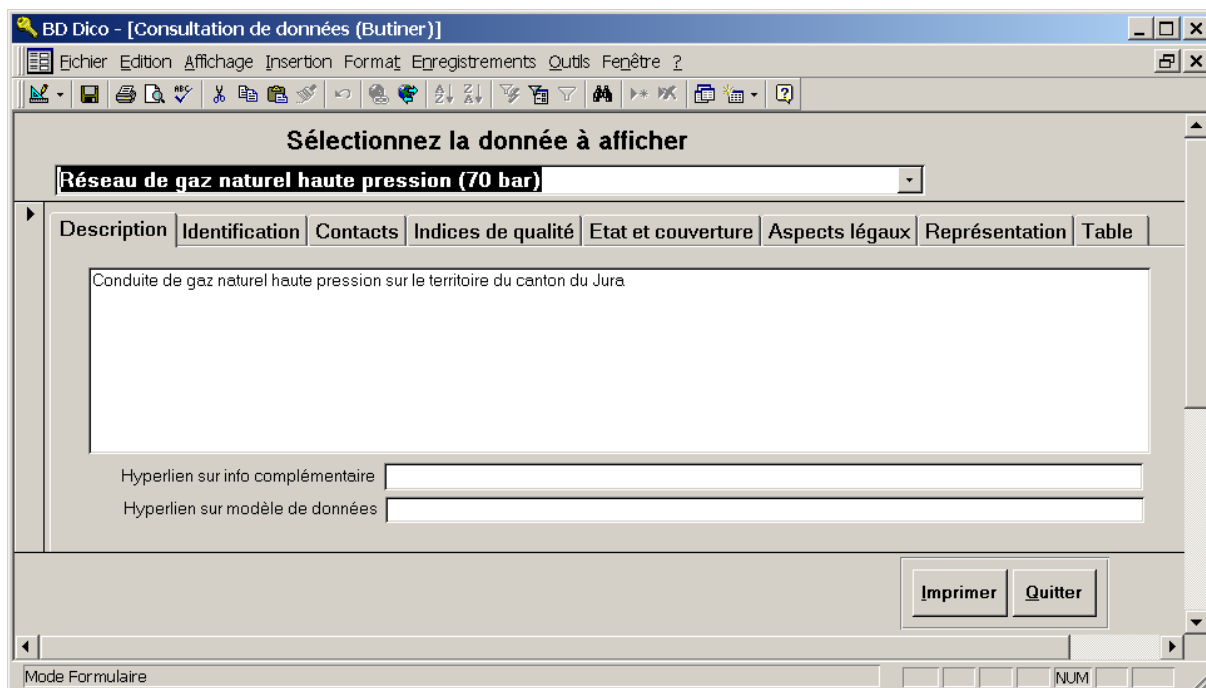 BD Dico - [Consultation de données (Butiner)]
Fichier Edition Affichage Insertion Format Enregistrements Outils Fenêtre ?
Sélectionnez la donnée à afficher
Réseau de gaz naturel haute pression (70 bar)
Description Identification Contacts Indices de qualité Etat et couverture Aspects légaux Représentation Table
Conduite de gaz naturel haute pression sur le territoire du canton du Jura
Hyperlien sur info complémentaire
Hyperlien sur modèle de données
Imprimer Quitter
Mode Formulaire NUM